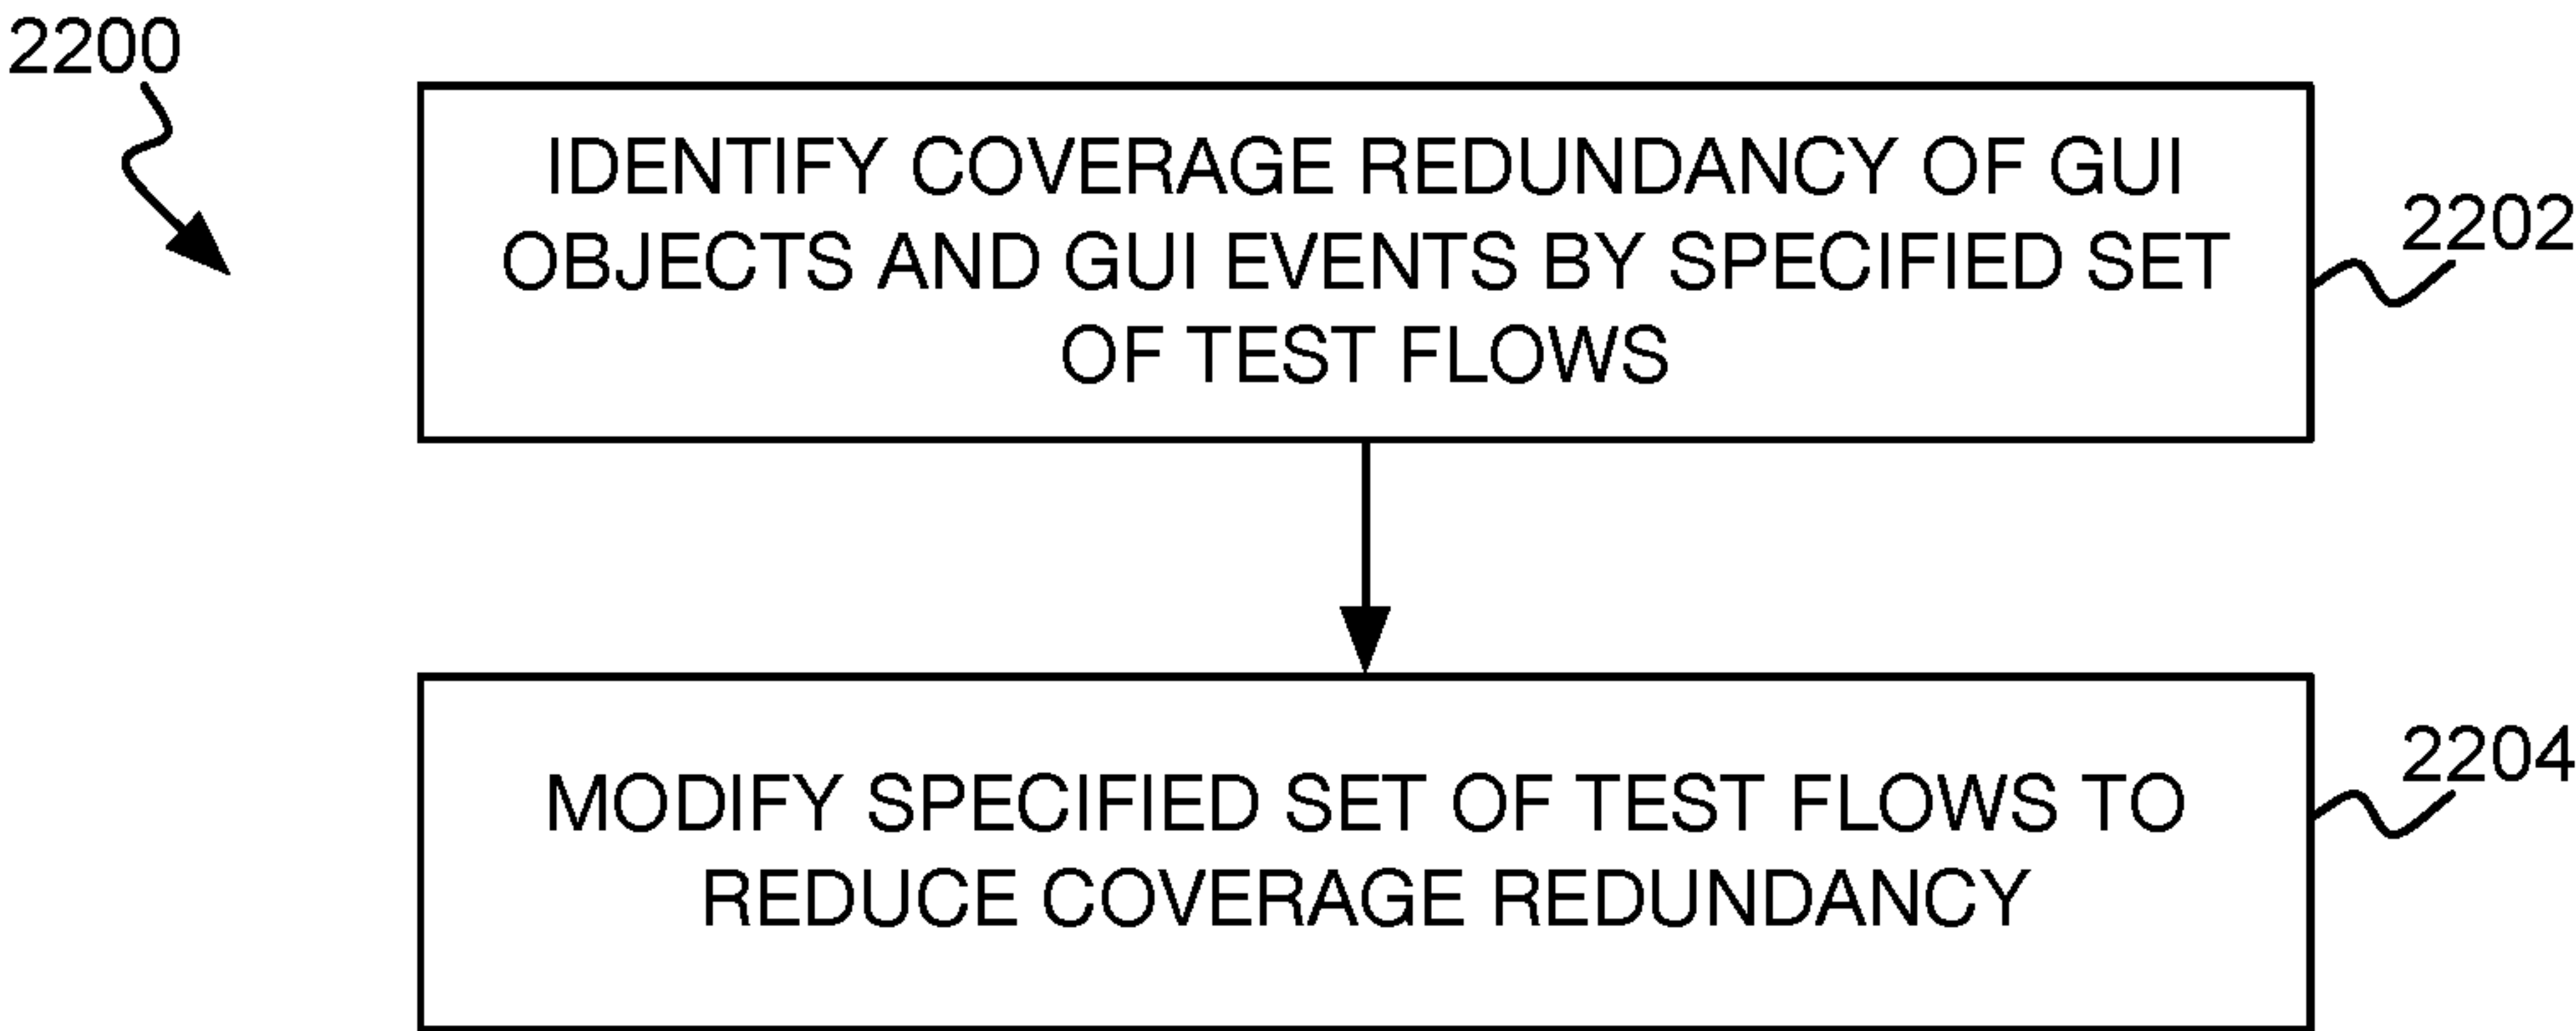 2200
IDENTIFY COVERAGE REDUNDANCY OF GUI
OBJECTS AND GUI EVENTS BY SPECIFIED SET
OF TEST FLOWS
2202
MODIFY SPECIFIED SET OF TEST FLOWS TO
REDUCE COVERAGE REDUNDANCY
2204